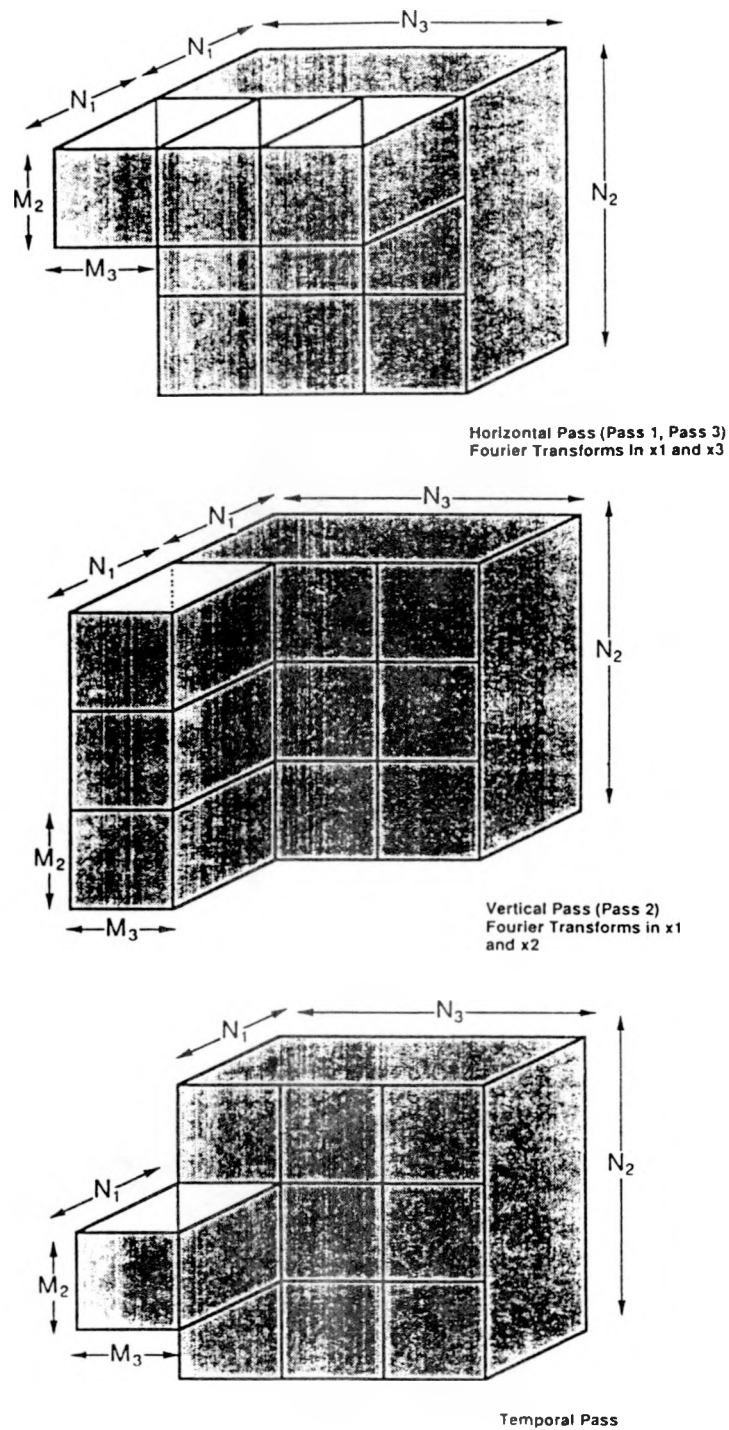 N₃
N₁
N₁
M₂
N₂
M₃
Horizontal Pass (Pass 1, Pass 3)
Fourier Transforms In x1 and x3
N₃
N₁
N₁
N₂
M₂
M₃
Vertical Pass (Pass 2)
Fourier Transforms in x1
and x2
N₃
N₁
N₂
N₁
M₂
M₃
Temporal Pass